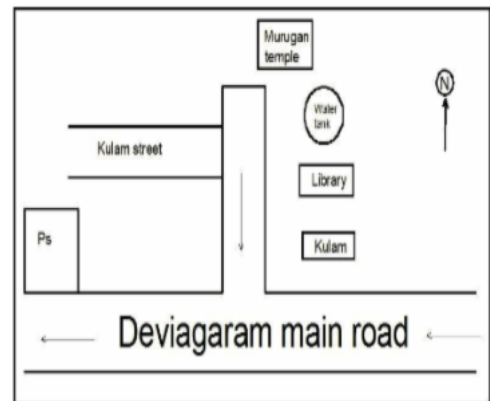 Murugan
temple
N
Water
tank
Kulam street
Library
Ps
Kulam
Deviagaram main road